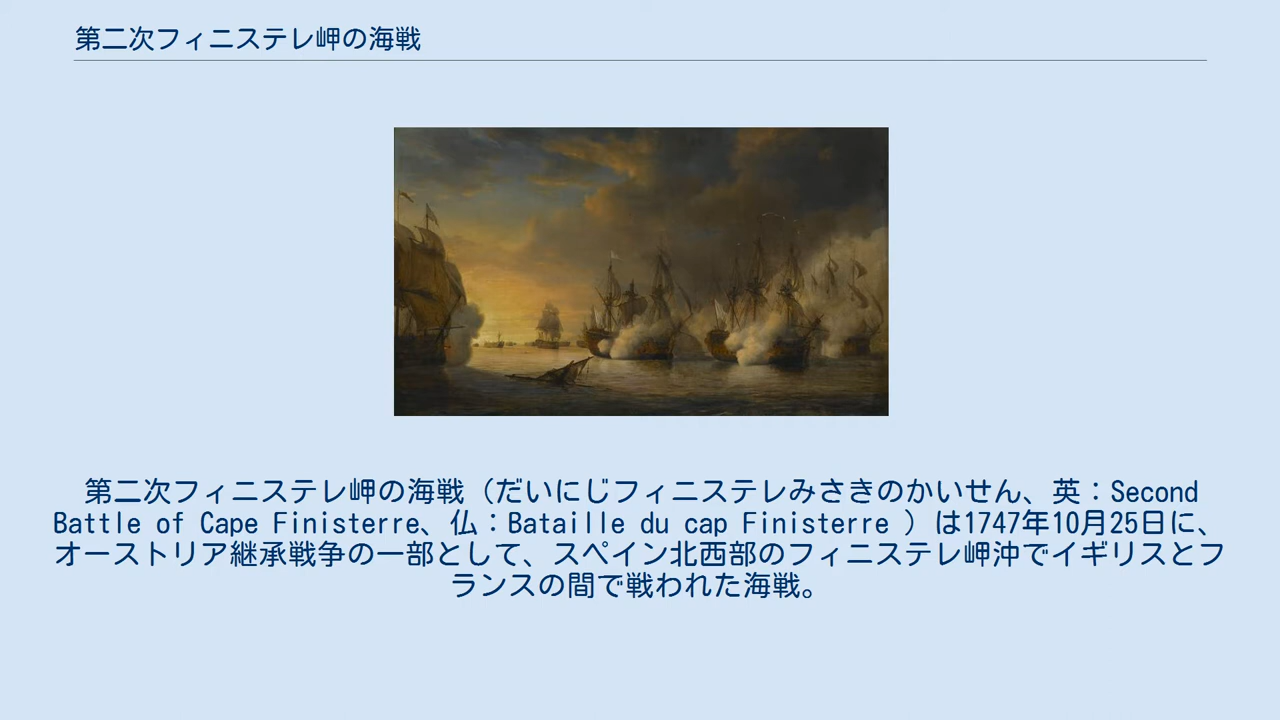 第二次フィニステレ岬の海戦
第二次フィニステレ岬の海戦（だいにじフィニステレみさきのかいせん、英：Second
Battle of Cape Finisterre、仏：Bataille du cap Finisterre ）は1747年10月25日に、
オーストリア継承戦争の一部として、スペイン北西部のフィニステレ岬沖でイギリスとフ
ランスの間で戦われた海戦。